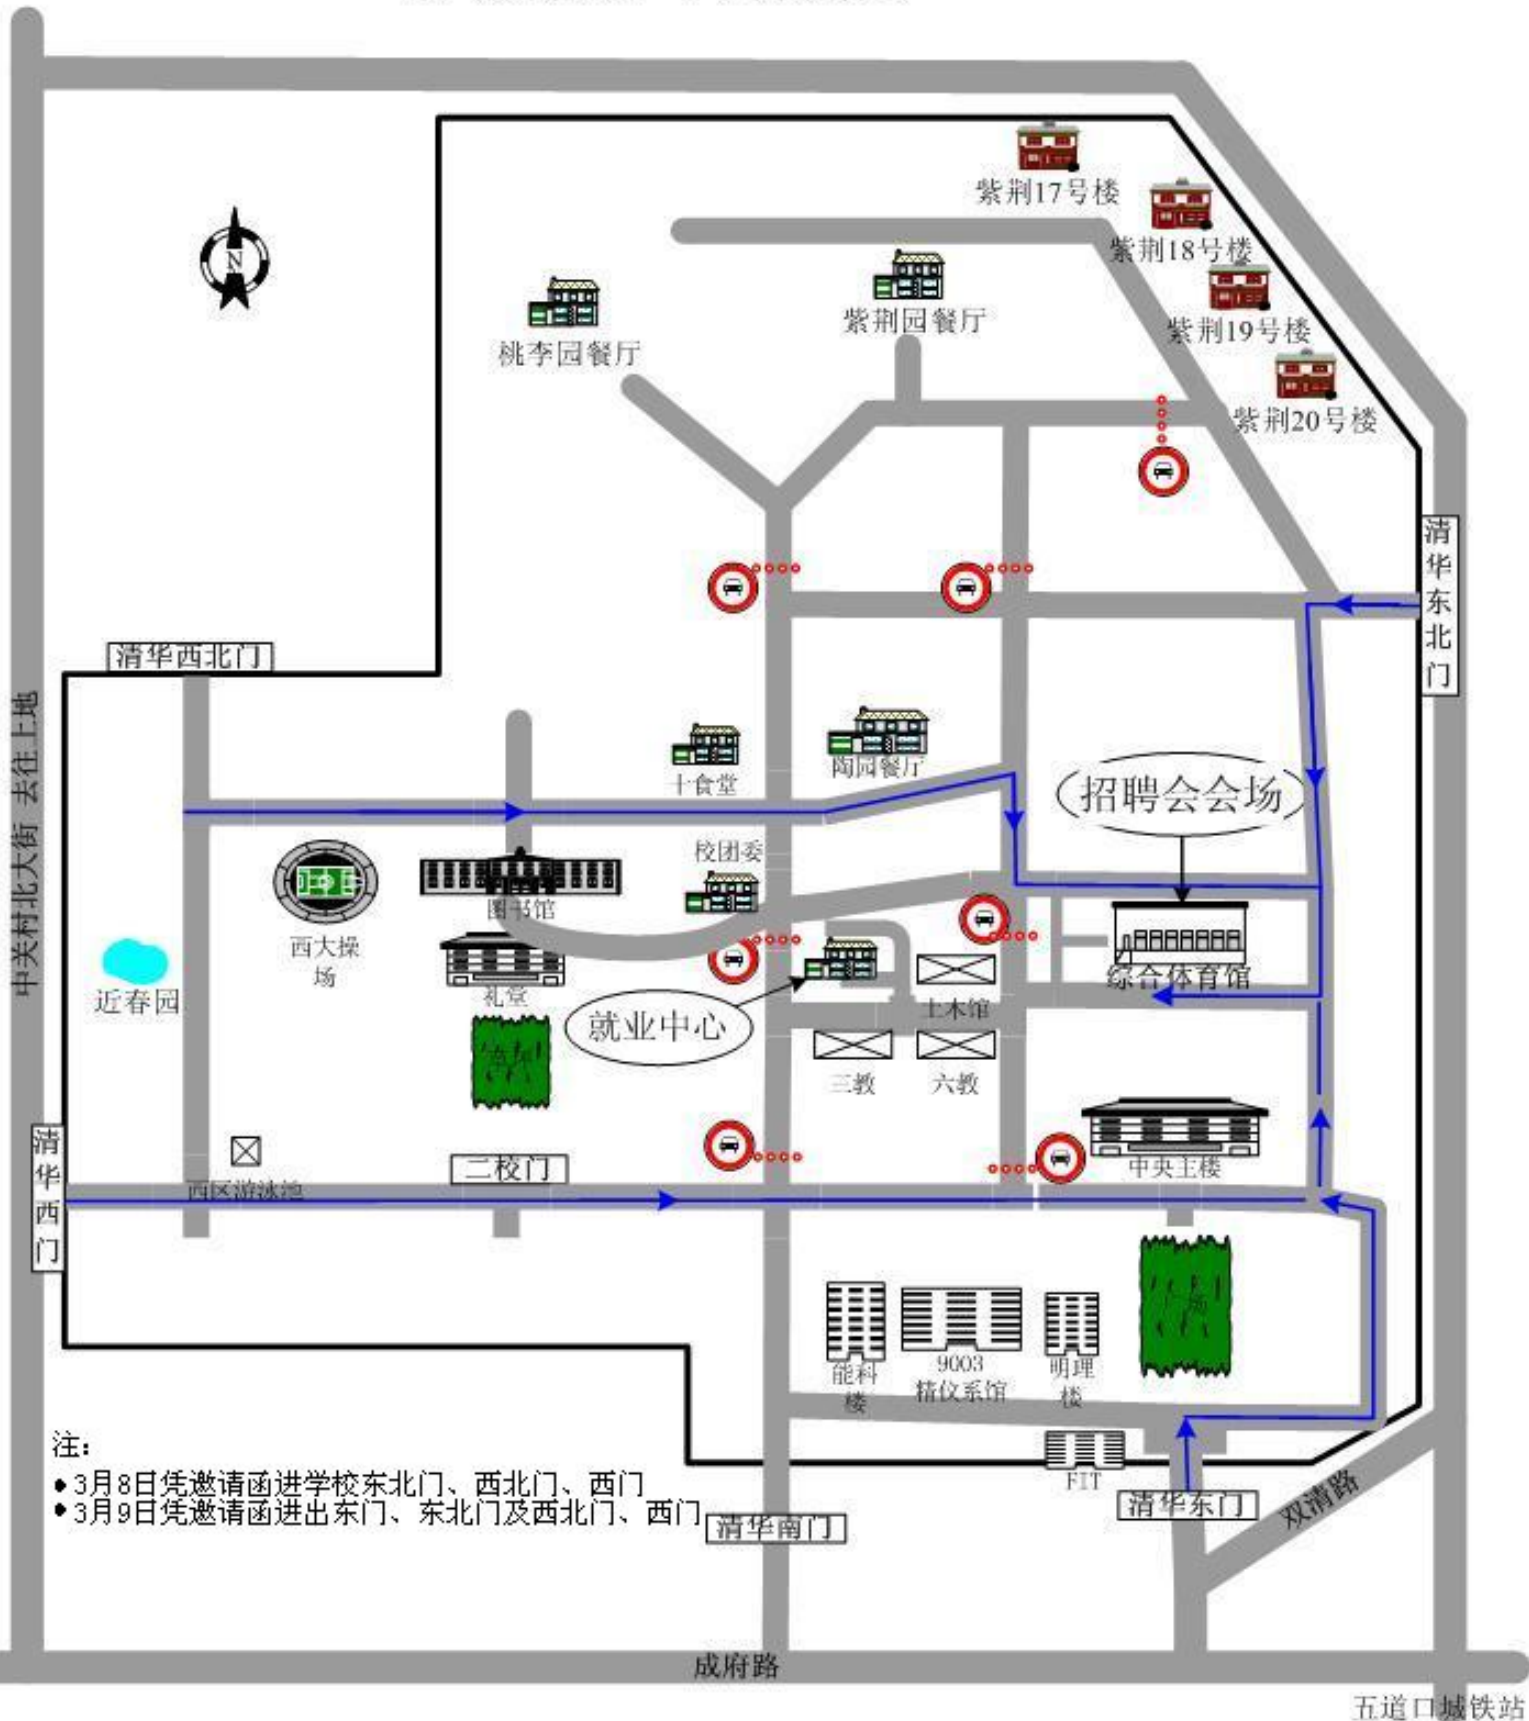 紫荆17号楼
紫荆18号楼
紫荆19号楼
紫荆20号楼
N
紫荆园餐厅
桃李园餐厅
清华东北门
清华西北门
中关村北大街 去往上地
十食堂
陶园餐厅
招聘会会场
校团委
图书馆
西大操场
近春园
礼堂
综合体育馆
土木馆
就业中心
三教
六教
清华西门
二校门
中央主楼
西区游泳池
能科楼
9003
精仪系馆
明理楼
注：
• 3月8日凭邀请函进学校东北门、西北门、西门
• 3月9日凭邀请函进出东门、东北门及西北门、西门
FIT
清华东门
双清路
清华南门
成府路
五道口城铁站